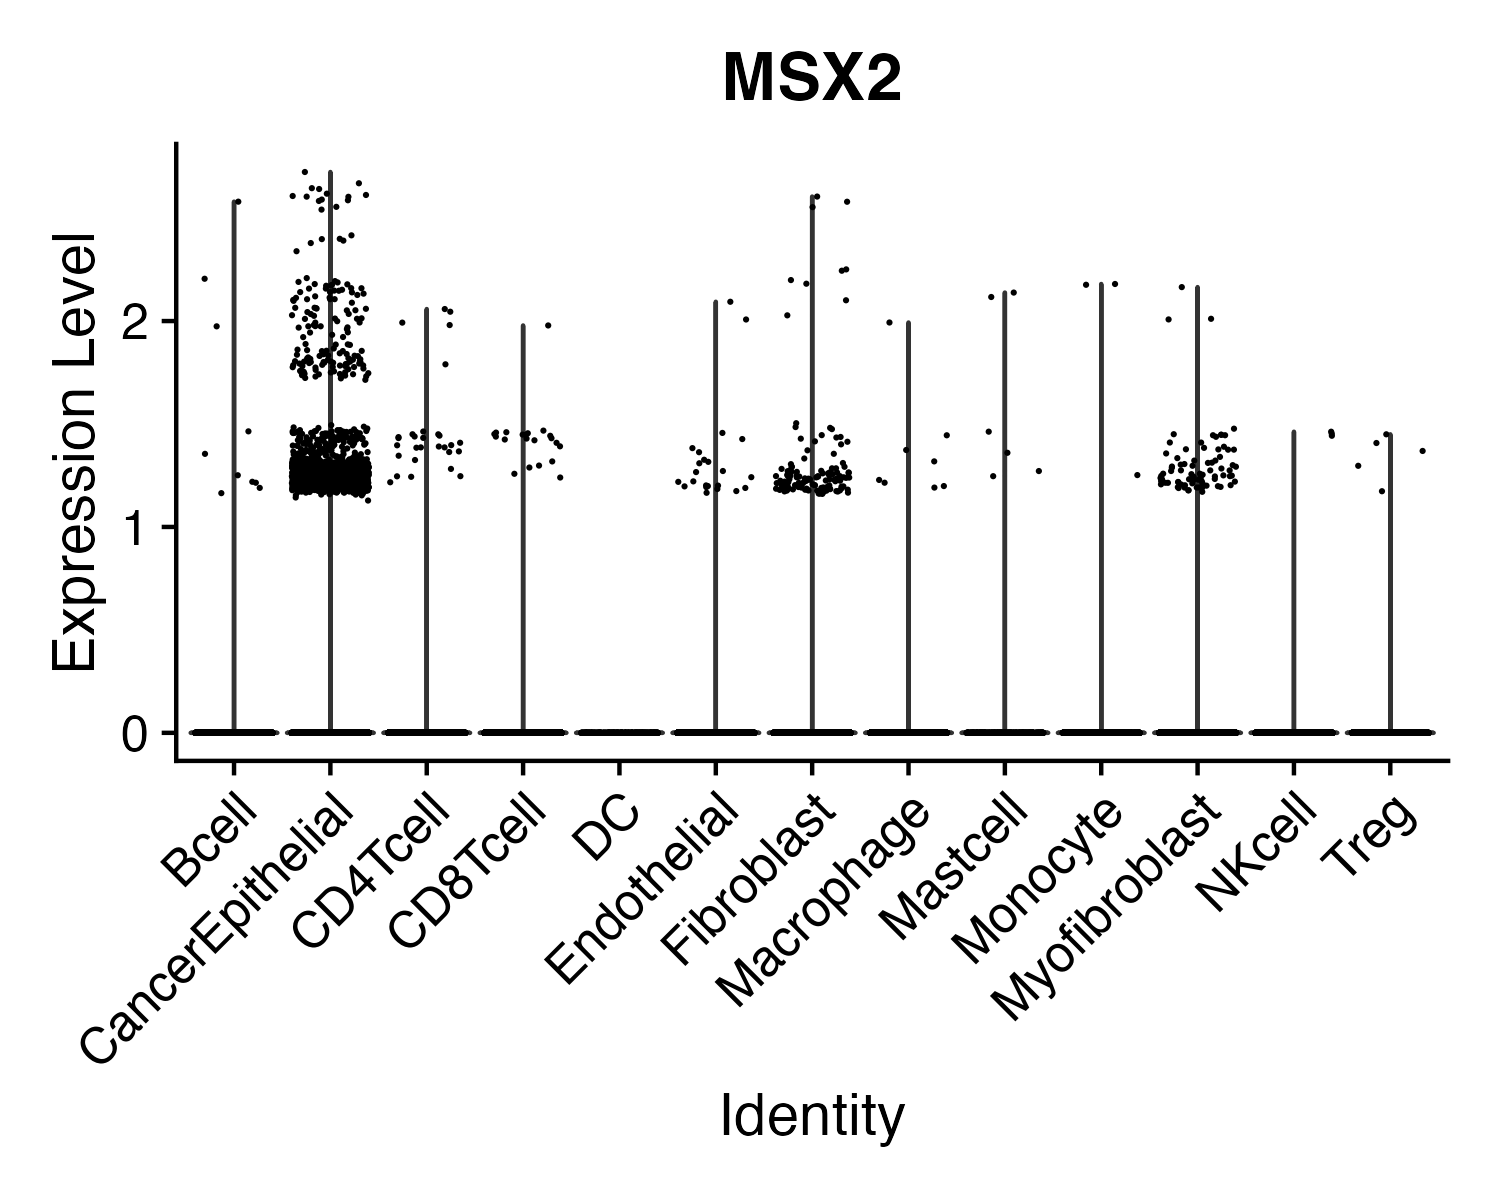 MSX2
Expression Level
2
1
0
Bcell
CancerEpithelial
CD4Tcell
CD8Tcell
DC
Endothelial
Fibroblast
Macrophage
Mastcell
Monocyte
Myofibroblast
NKcell
Treg
Identity